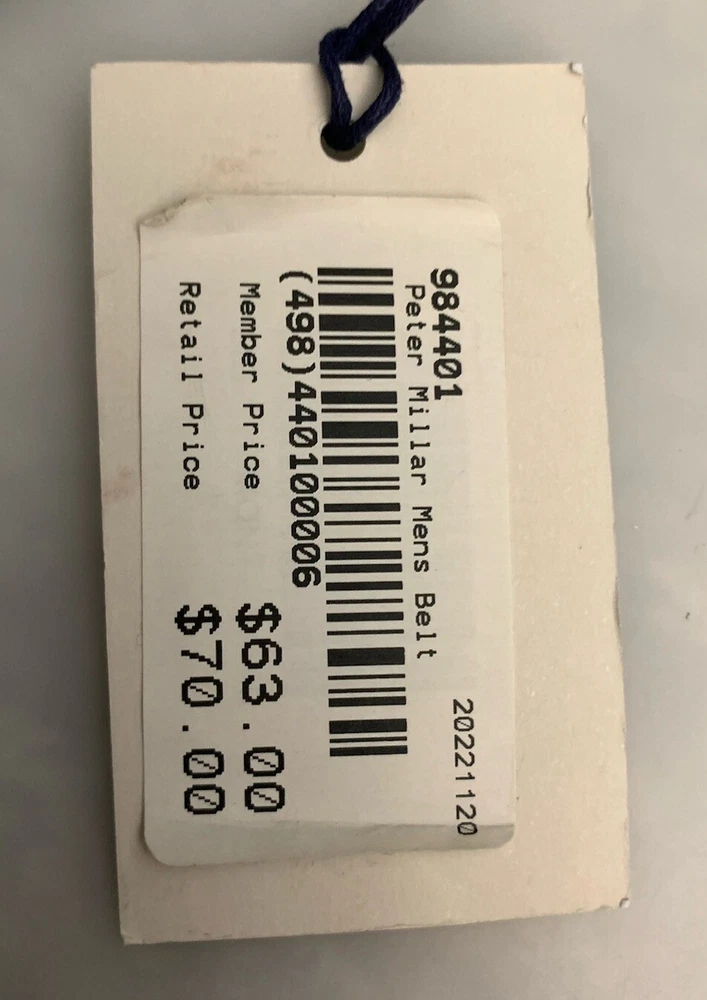 984401
20221120
Peter Millar Mens Belt
(498)440100006
Member Price $63.00
Retail Price $70.00